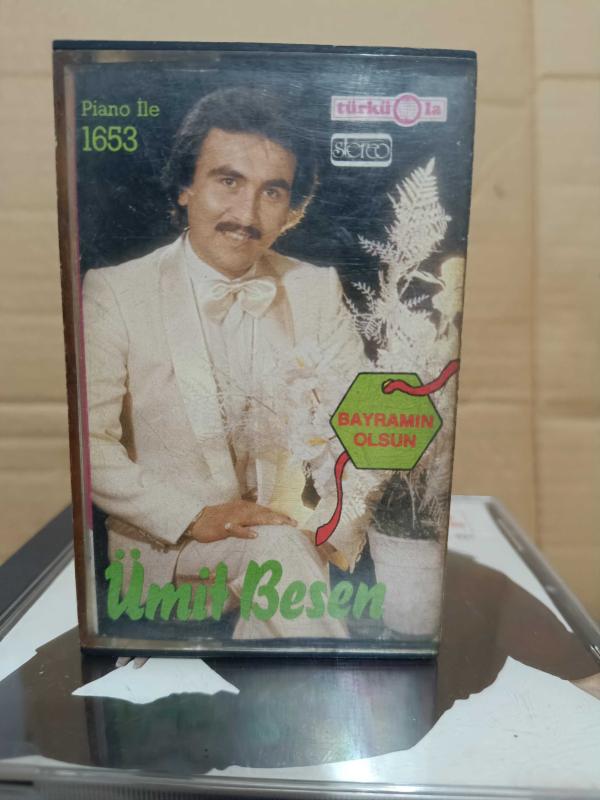 Piano İle
1653
türküola
stereo
BAYRAMIN
OLSUN
Ümit Besen